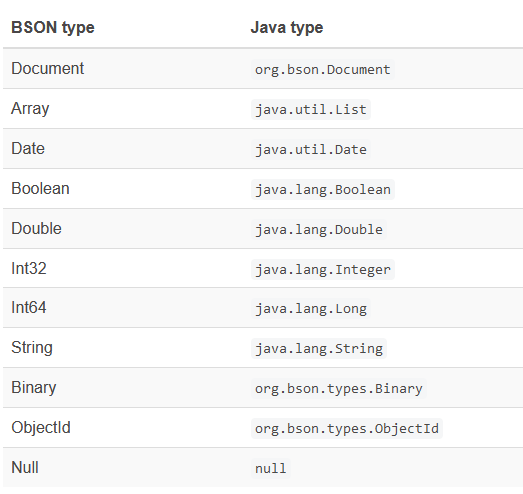 BSON type Java type
Document org.bson.Document
Array java.util.List
Date java.util.Date
Boolean java.lang.Boolean
Double java.lang.Double
Int32 java.lang.Integer
Int64 java.lang.Long
String java.lang.String
Binary org.bson.types.Binary
ObjectId org.bson.types.ObjectId
Null null